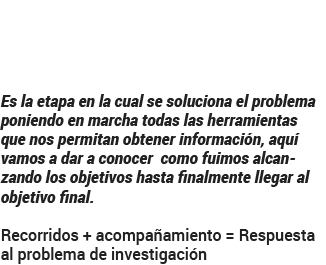 Es la etapa en la cual se soluciona el problema
poniendo en marcha todas las herramientas
que nos permitan obtener información, aquí
vamos a dar a conocer  como fuimos alcan-
zando los objetivos hasta finalmente llegar al
objetivo final.

Recorridos + acompañamiento = Respuesta
al problema de investigación